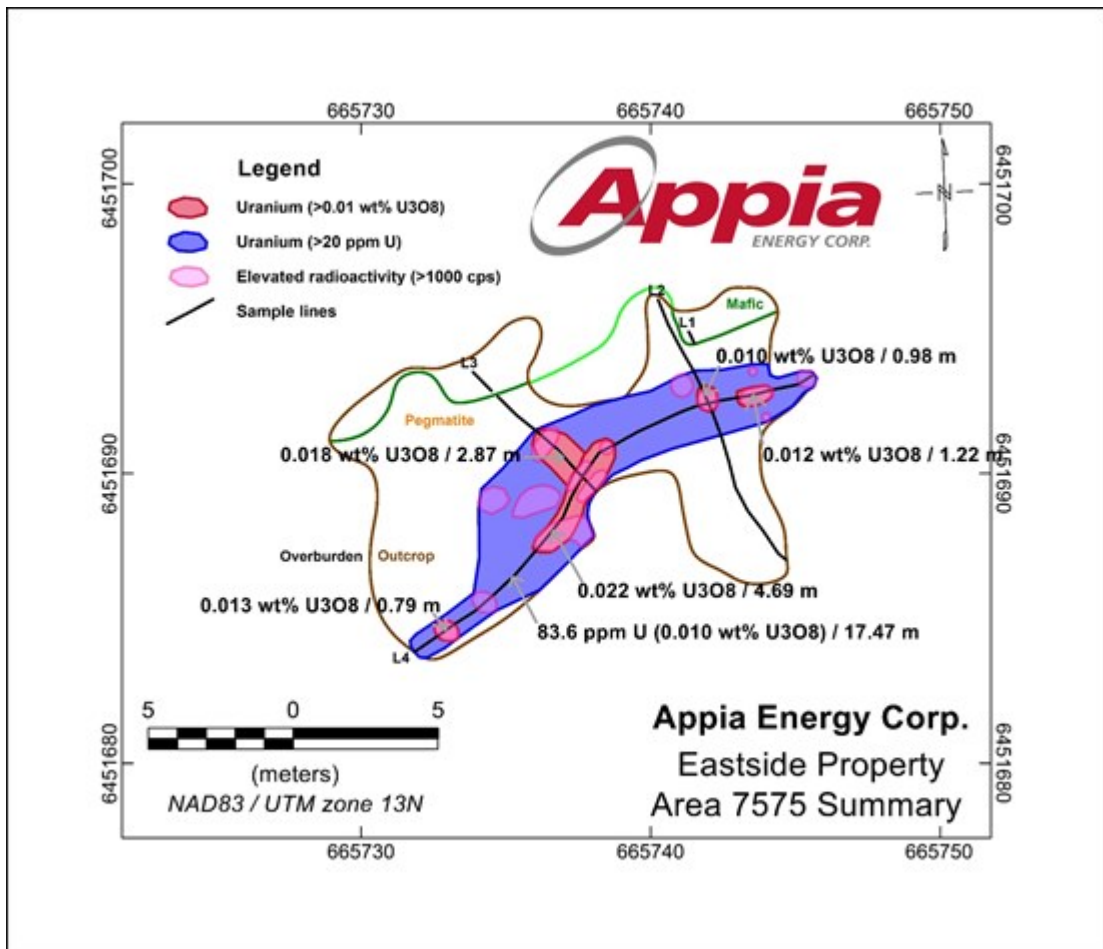 665730 665740 665750
6451700
6451700
Legend
Uranium (>0.01 wt% U3O8)
Uranium (>20 ppm U)
Elevated radioactivity (>1000 cps)
Sample lines
Appia
ENERGY CORP.
N
L2
L1
Mafic
0.010 wt% U3O8 / 0.98 m
L3
Pegmatite
0.018 wt% U3O8 / 2.87 m
0.012 wt% U3O8 / 1.22 m
6451690
6451690
Overburden
Outcrop
0.022 wt% U3O8 / 4.69 m
0.013 wt% U3O8 / 0.79 m
83.6 ppm U (0.010 wt% U3O8) / 17.47 m
L4
5 0 5
(meters)
NAD83 / UTM zone 13N
Appia Energy Corp.
Eastside Property
Area 7575 Summary
6451680
6451680
665730 665740 665750